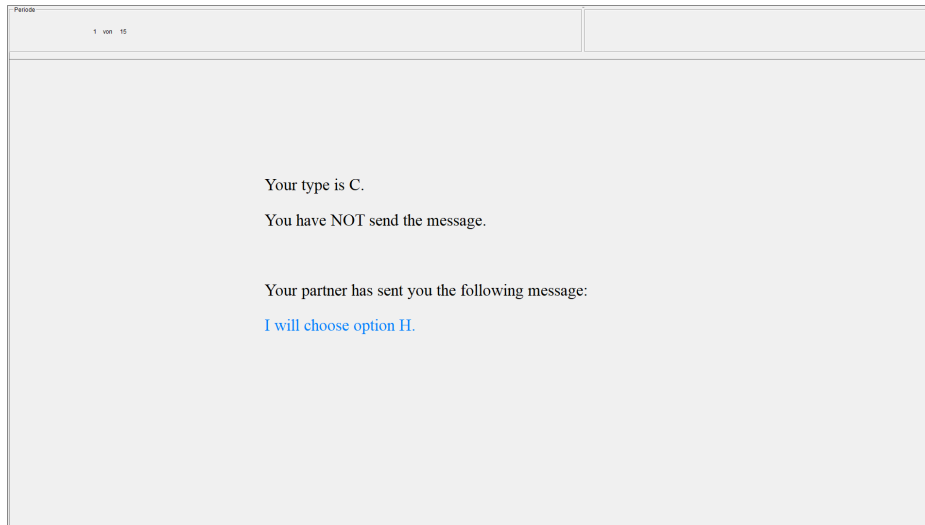 Periode
1 von 15
Your type is C.
You have NOT send the message.
Your partner has sent you the following message:
I will choose option H.